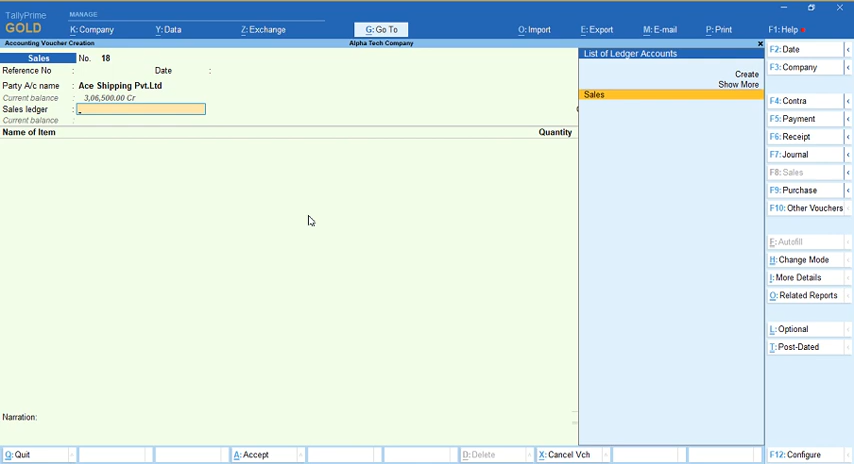 TallyPrime
GOLD
MANAGE
K: Company
Y: Data
Z: Exchange
G: Go To
O: Import
E: Export
M: E-mail
P: Print
F1: Help
Accounting Voucher Creation
Alpha Tech Company
Sales No. 18
Reference No : Date :
Party A/c name : Ace Shipping Pvt.Ltd
Current balance : 3,06,500.00 Cr
Sales ledger :
Current balance :
Name of Item Quantity
Narration:
List of Ledger Accounts
Create
Show More
Sales
F2: Date
F3: Company
F4: Contra
F5: Payment
F6: Receipt
F7: Journal
F8: Sales
F9: Purchase
F10: Other Vouchers
E: Autofill
H: Change Mode
I: More Details
O: Related Reports
L: Optional
T: Post-Dated
Q: Quit
A: Accept
D: Delete
X: Cancel Vch
F12: Configure